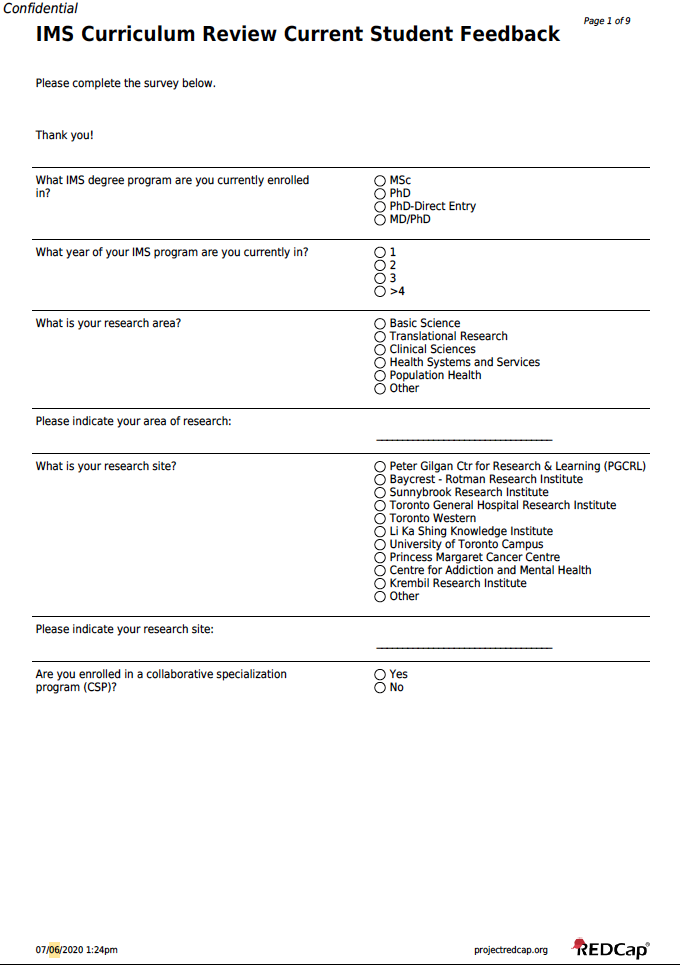 Confidential
Page 1 of 9
IMS Curriculum Review Current Student Feedback
Please complete the survey below.
Thank you!
What IMS degree program are you currently enrolled
in?
MSc
PhD
PhD-Direct Entry
MD/PhD
What year of your IMS program are you currently in?
1
2
3
>4
What is your research area?
Basic Science
Translational Research
Clinical Sciences
Health Systems and Services
Population Health
Other
Please indicate your area of research:
What is your research site?
Peter Gilgan Ctr for Research & Learning (PGCRL)
Baycrest - Rotman Research Institute
Sunnybrook Research Institute
Toronto General Hospital Research Institute
Toronto Western
Li Ka Shing Knowledge Institute
University of Toronto Campus
Princess Margaret Cancer Centre
Centre for Addiction and Mental Health
Krembil Research Institute
Other
Please indicate your research site:
Are you enrolled in a collaborative specialization
program (CSP)?
Yes
No
07/06/2020 1:24pm
projectredcap.org
REDCap®